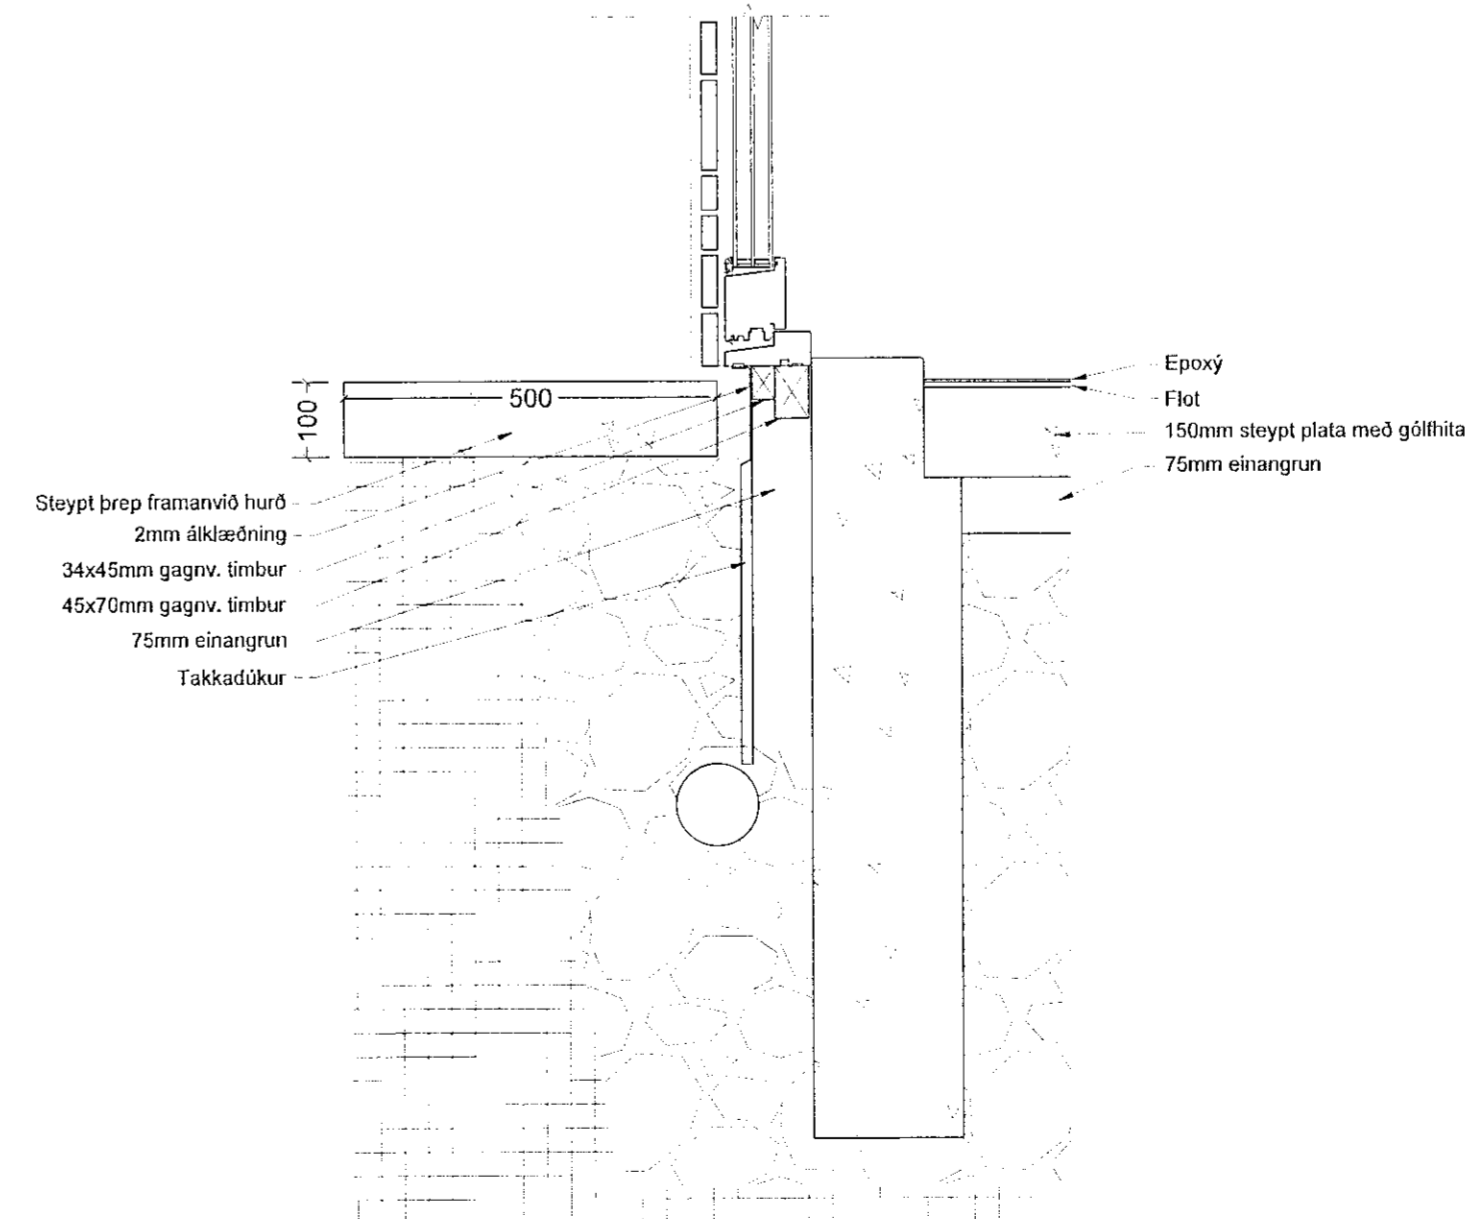 Epoxý
Flot
150mm steypt plata með gólfhita
75mm einangrun
500
100
Steypt þrep framanvið hurð
2mm álklæðning
34x45mm gagnv. timbur
45x70mm gagnv. timbur
75mm einangrun
Takkadúkur